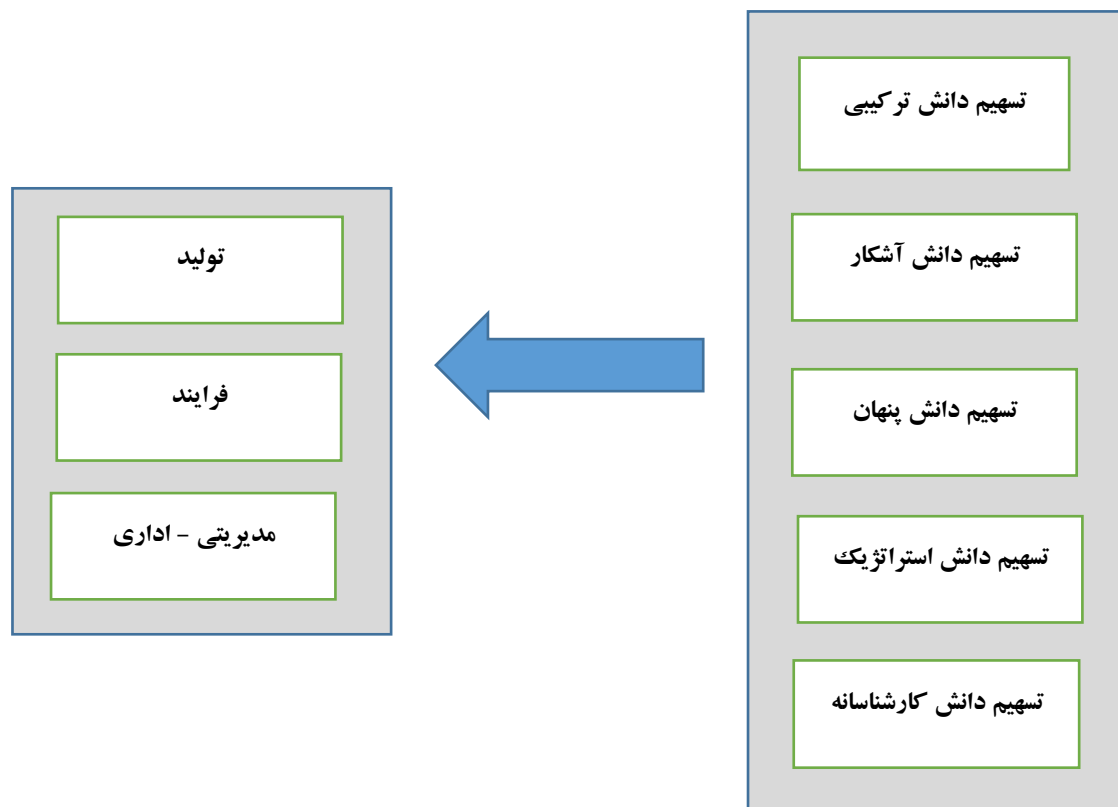 تسهیم دانش ترکیبی
تسهیم دانش آشکار
تسهیم دانش پنهان
تسهیم دانش استراتژیک
تسهیم دانش کارشناسانه
تولید
فرایند
مدیریتی - اداری